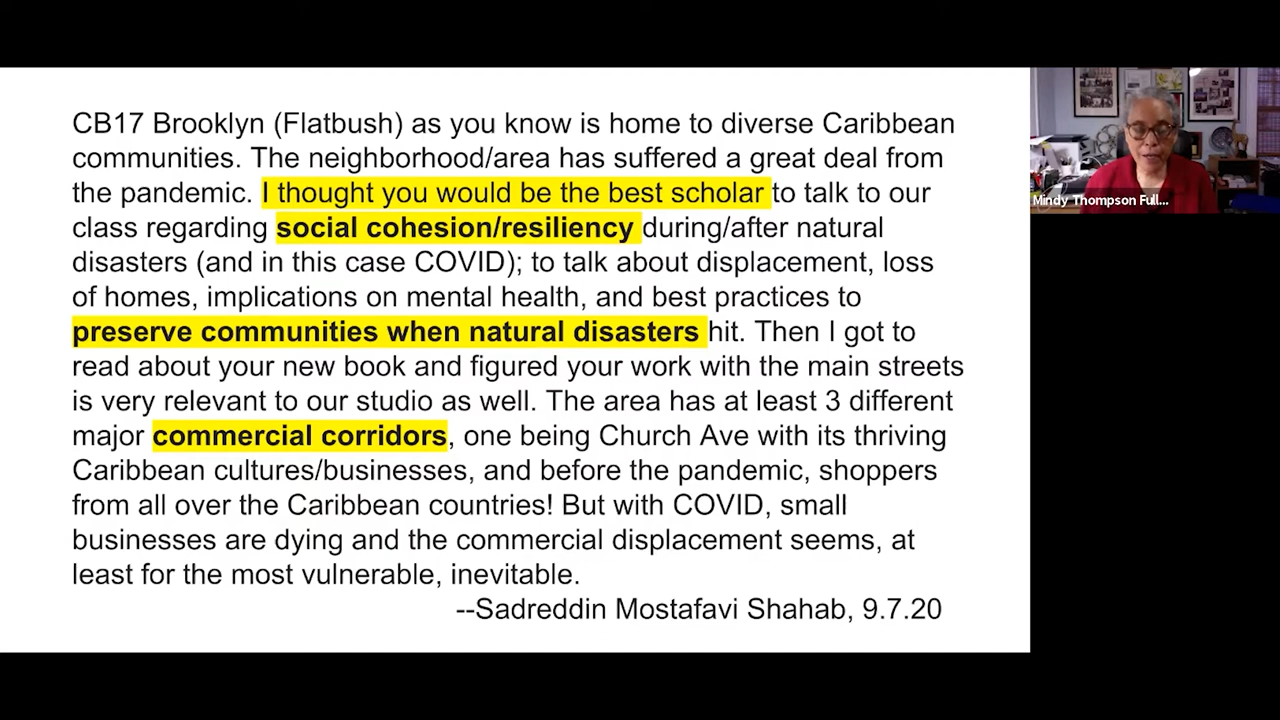 CB17 Brooklyn (Flatbush) as you know is home to diverse Caribbean
communities. The neighborhood/area has suffered a great deal from
the pandemic. I thought you would be the best scholar to talk to our
class regarding social cohesion/resiliency during/after natural
disasters (and in this case COVID); to talk about displacement, loss
of homes, implications on mental health, and best practices to
preserve communities when natural disasters hit. Then I got to
read about your new book and figured your work with the main streets
is very relevant to our studio as well. The area has at least 3 different
major commercial corridors, one being Church Ave with its thriving
Caribbean cultures/businesses, and before the pandemic, shoppers
from all over the Caribbean countries! But with COVID, small
businesses are dying and the commercial displacement seems, at
least for the most vulnerable, inevitable.
--Sadreddin Mostafavi Shahab, 9.7.20
Mindy Thompson Full...